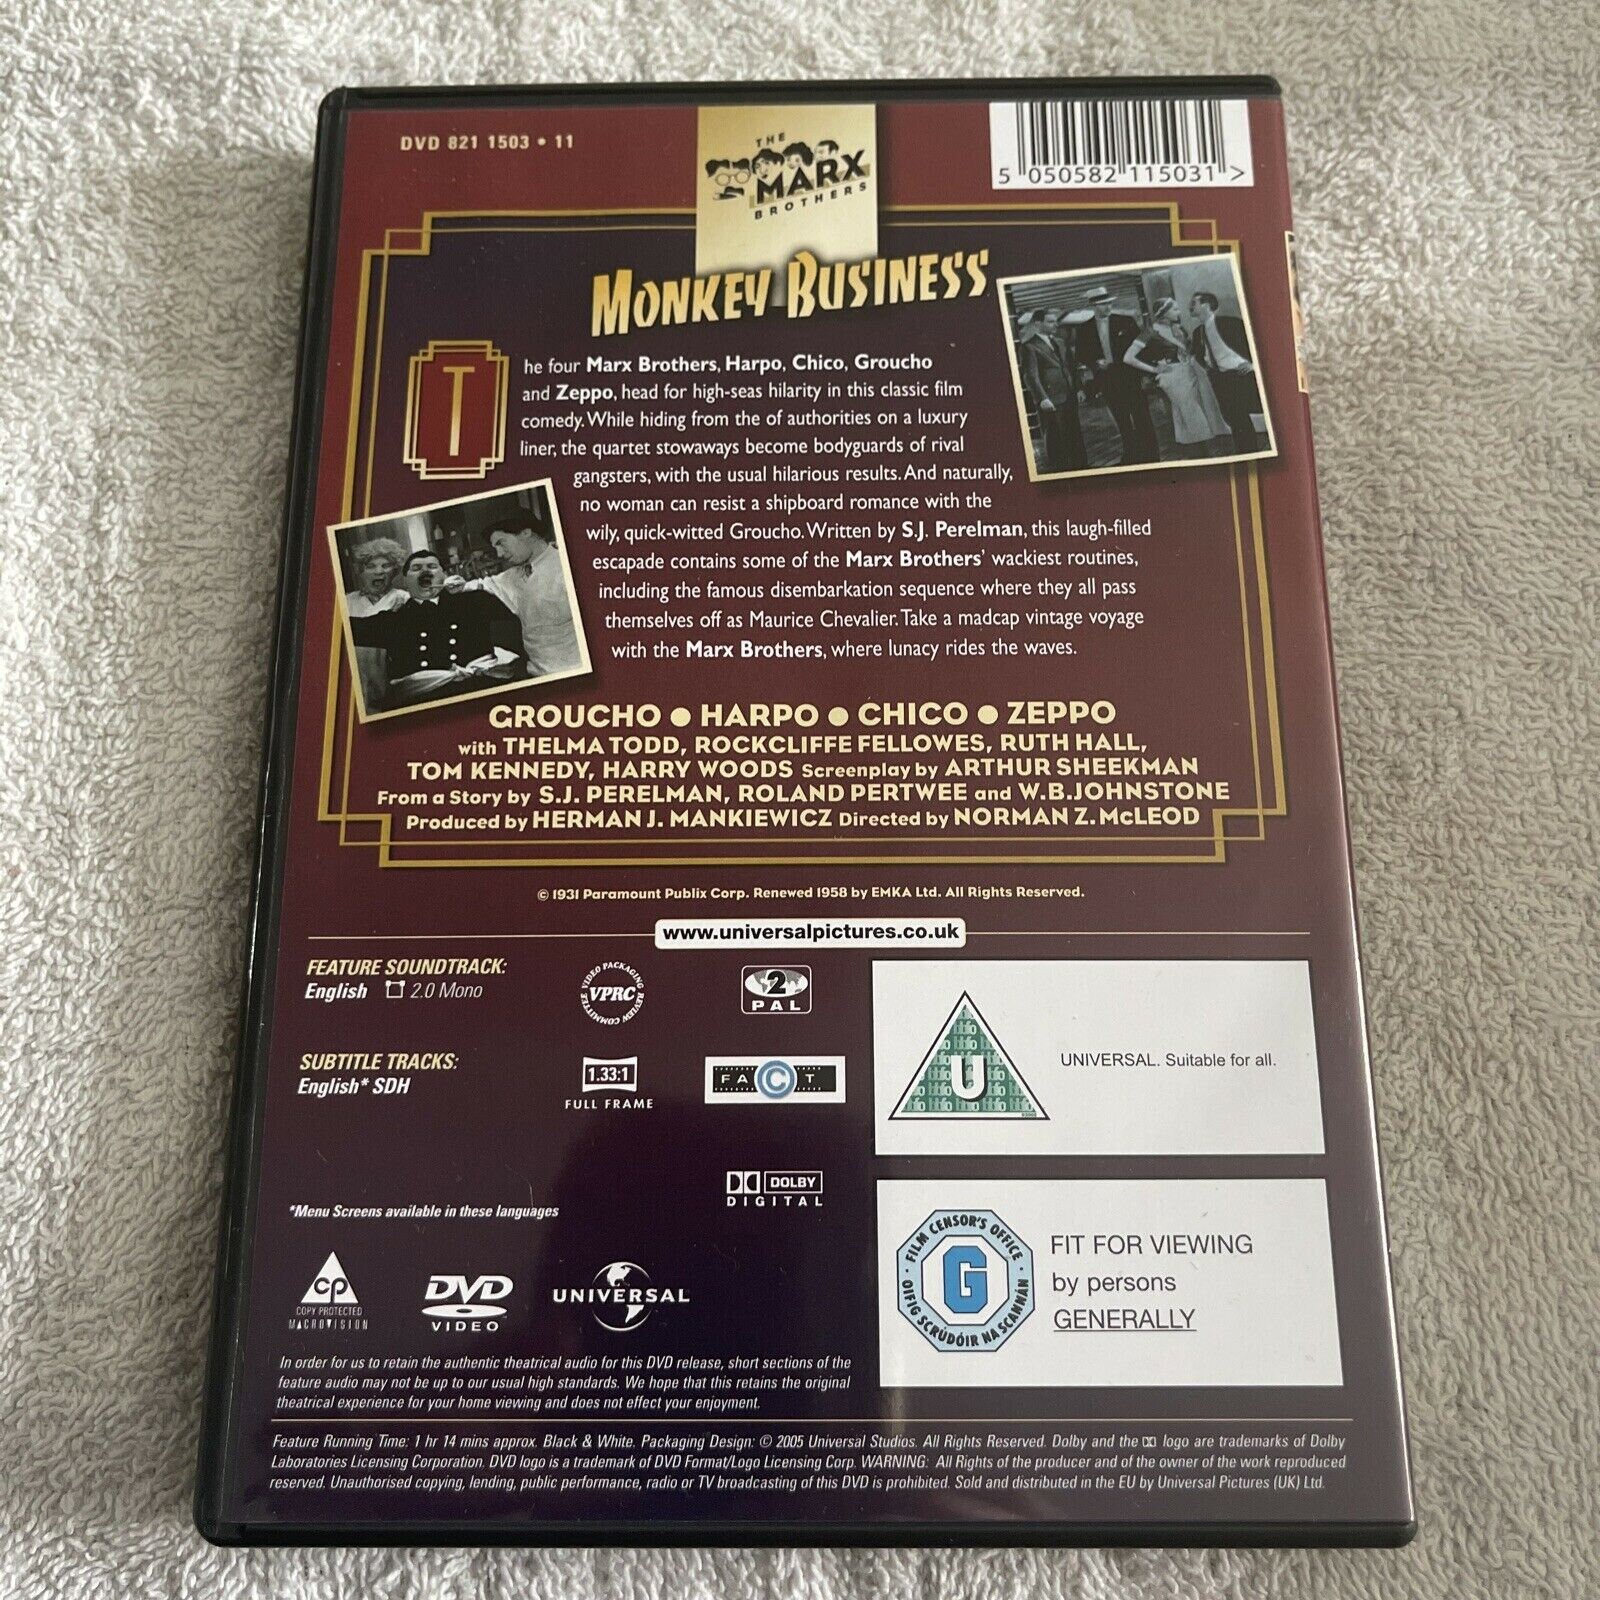 DVD 821 1503 • 11
THE
MARX
BROTHERS
5 050582 115031 >
MONKEY BUSINESS
The four Marx Brothers, Harpo, Chico, Groucho
and Zeppo, head for high-seas hilarity in this classic film
comedy. While hiding from the of authorities on a luxury
liner, the quartet stowaways become bodyguards of rival
gangsters, with the usual hilarious results. And naturally,
no woman can resist a shipboard romance with the
wily, quick-witted Groucho. Written by S.J. Perelman, this laugh-filled
escapade contains some of the Marx Brothers' wackiest routines,
including the famous disembarkation sequence where they all pass
themselves off as Maurice Chevalier. Take a madcap vintage voyage
with the Marx Brothers, where lunacy rides the waves.
GROUCHO ● HARPO ● CHICO ● ZEPPO
with THELMA TODD, ROCKCLIFFE FELLOWES, RUTH HALL,
TOM KENNEDY, HARRY WOODS Screenplay by ARTHUR SHEEKMAN
From a Story by S.J. PERELMAN, ROLAND PERTWEE and W.B.JOHNSTONE
Produced by HERMAN J. MANKIEWICZ Directed by NORMAN Z. McLEOD
© 1931 Paramount Publix Corp. Renewed 1958 by EMKA Ltd. All Rights Reserved.
www.universalpictures.co.uk
FEATURE SOUNDTRACK:
English 2.0 Mono
VIDEO PACKAGING REVIEW COMMITTEE
VPRC
2
PAL
SUBTITLE TRACKS:
English* SDH
1.33:1
FULL FRAME
FACT
U
UNIVERSAL. Suitable for all.
DOLBY
DIGITAL
*Menu Screens available in these languages
FILM CENSOR'S OFFICE
G
OIFIG SCRÚDÓIR NA SCANNÁN
FIT FOR VIEWING
by persons
GENERALLY
CP
COPY PROTECTED
MACROVISION
DVD
VIDEO
UNIVERSAL
In order for us to retain the authentic theatrical audio for this DVD release, short sections of the
feature audio may not be up to our usual high standards. We hope that this retains the original
theatrical experience for your home viewing and does not effect your enjoyment.
Feature Running Time: 1 hr 14 mins approx. Black & White. Packaging Design: © 2005 Universal Studios. All Rights Reserved. Dolby and the DD logo are trademarks of Dolby
Laboratories Licensing Corporation. DVD logo is a trademark of DVD Format/Logo Licensing Corp. WARNING: All Rights of the producer and of the owner of the work reproduced
reserved. Unauthorised copying, lending, public performance, radio or TV broadcasting of this DVD is prohibited. Sold and distributed in the EU by Universal Pictures (UK) Ltd.